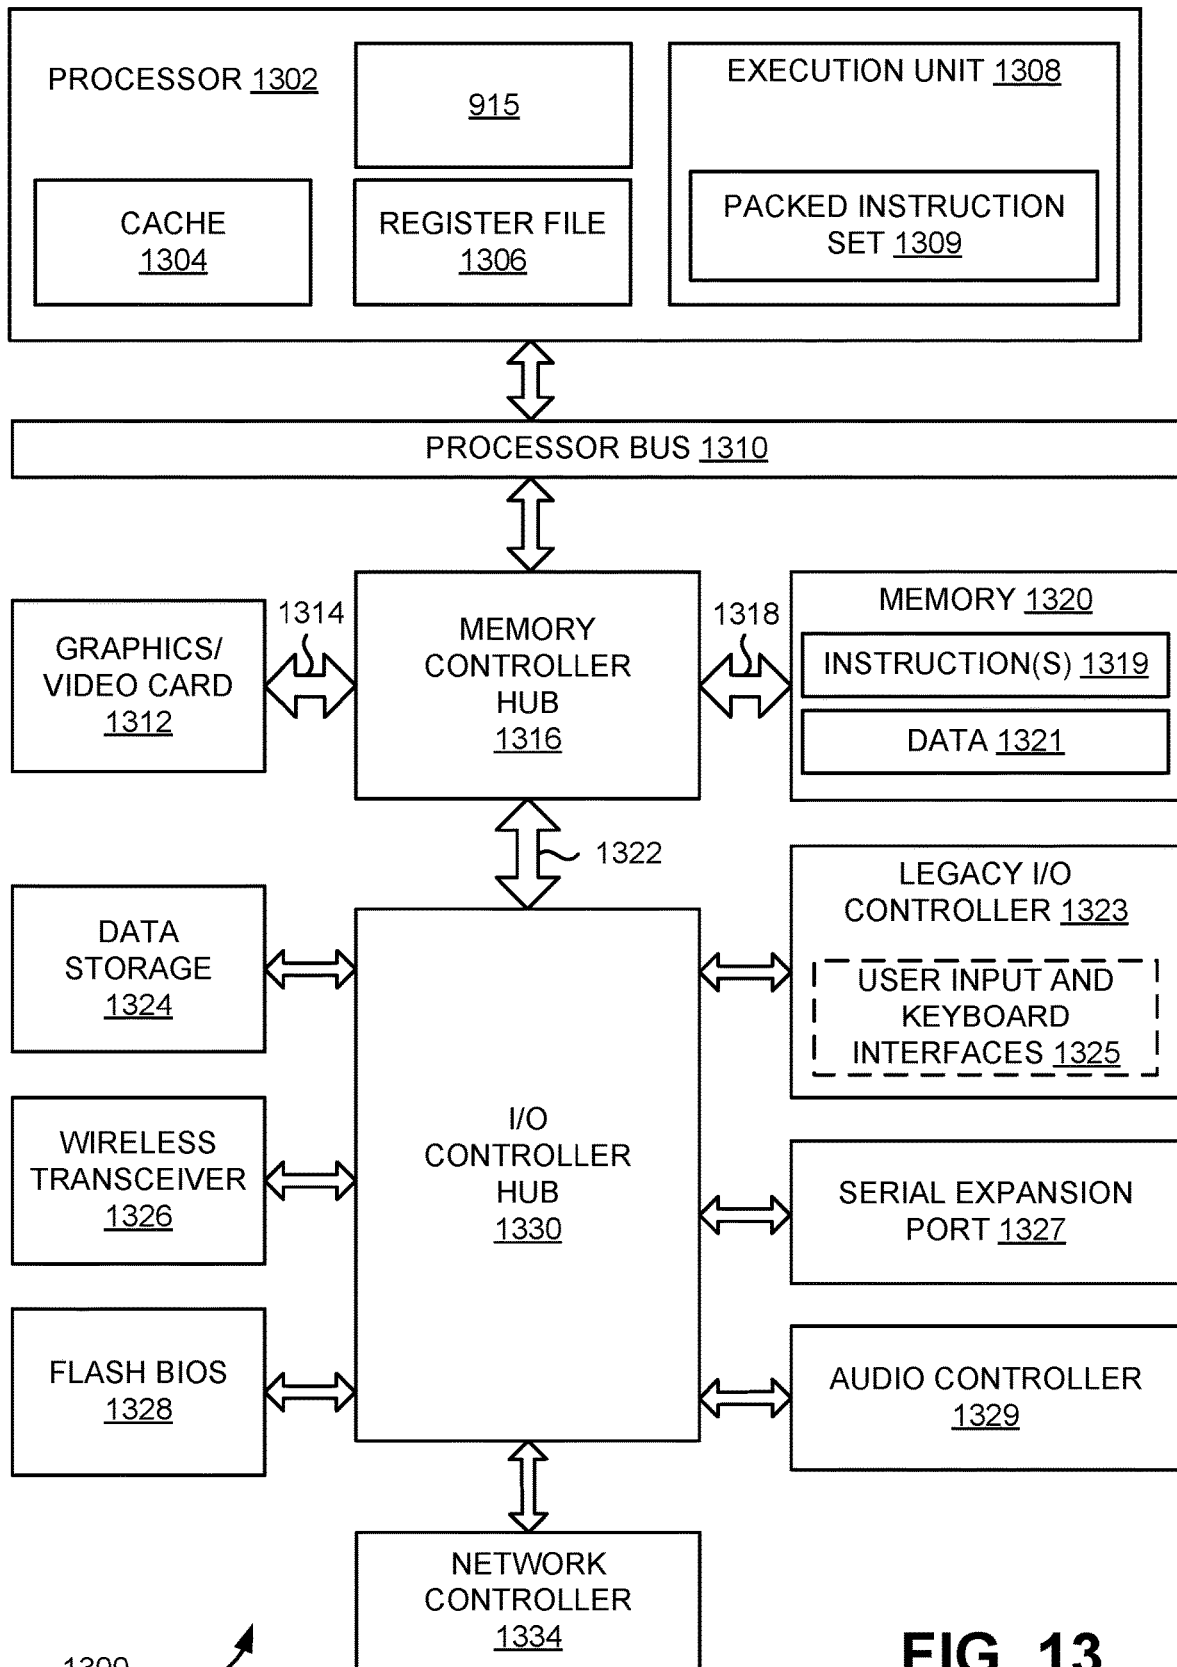 PROCESSOR 1302
915
EXECUTION UNIT 1308
CACHE
1304
REGISTER FILE
1306
PACKED INSTRUCTION
SET 1309
PROCESSOR BUS 1310
GRAPHICS/
VIDEO CARD
1312
1314
MEMORY
CONTROLLER
HUB
1316
1318
MEMORY 1320
INSTRUCTION(S) 1319
DATA 1321
1322
DATA
STORAGE
1324
LEGACY I/O
CONTROLLER 1323
USER INPUT AND
KEYBOARD
INTERFACES 1325
WIRELESS
TRANSCEIVER
1326
I/O
CONTROLLER
HUB
1330
SERIAL EXPANSION
PORT 1327
FLASH BIOS
1328
AUDIO CONTROLLER
1329
NETWORK
CONTROLLER
1334
1300
FIG. 13